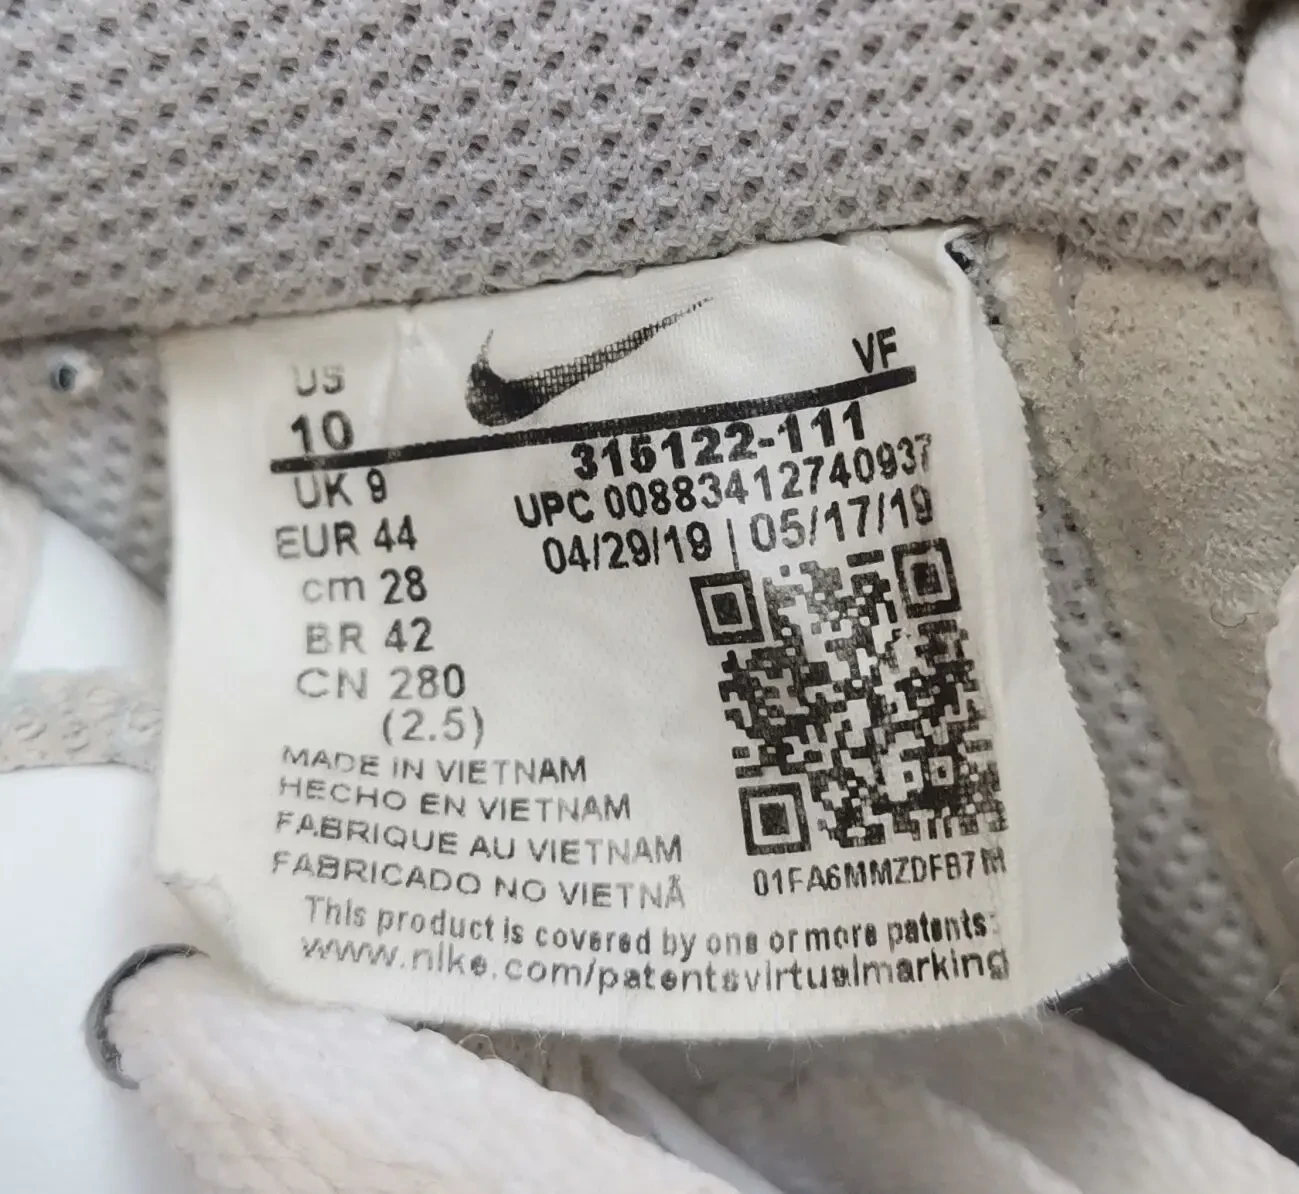 US
10
VF
UK 9
EUR 44
cm 28
BR 42
CN 280
(2.5)
315122-111
UPC 00883412740937
04/29/19 | 05/17/19
01FA6MMZDFB7M
MADE IN VIETNAM
HECHO EN VIETNAM
FABRIQUE AU VIETNAM
FABRICADO NO VIETNÃ
This product is covered by one or more patents:
www.nike.com/patentsvirtualmarking